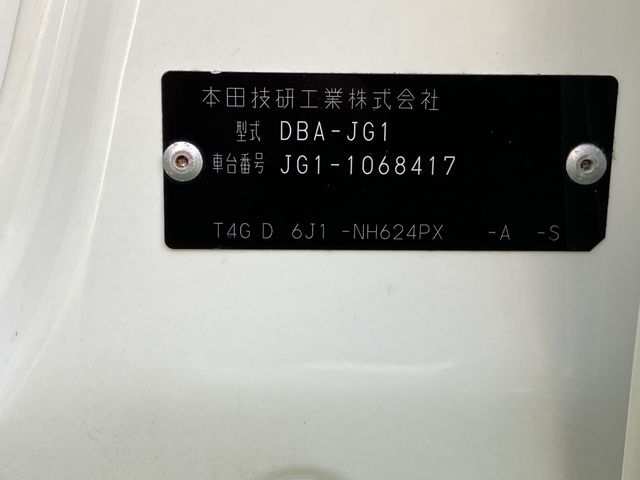 本田技研工業株式会社
型式 DBA-JG1
車台番号 JG1-1068417
T4G D 6J1 -NH624PX -A -S